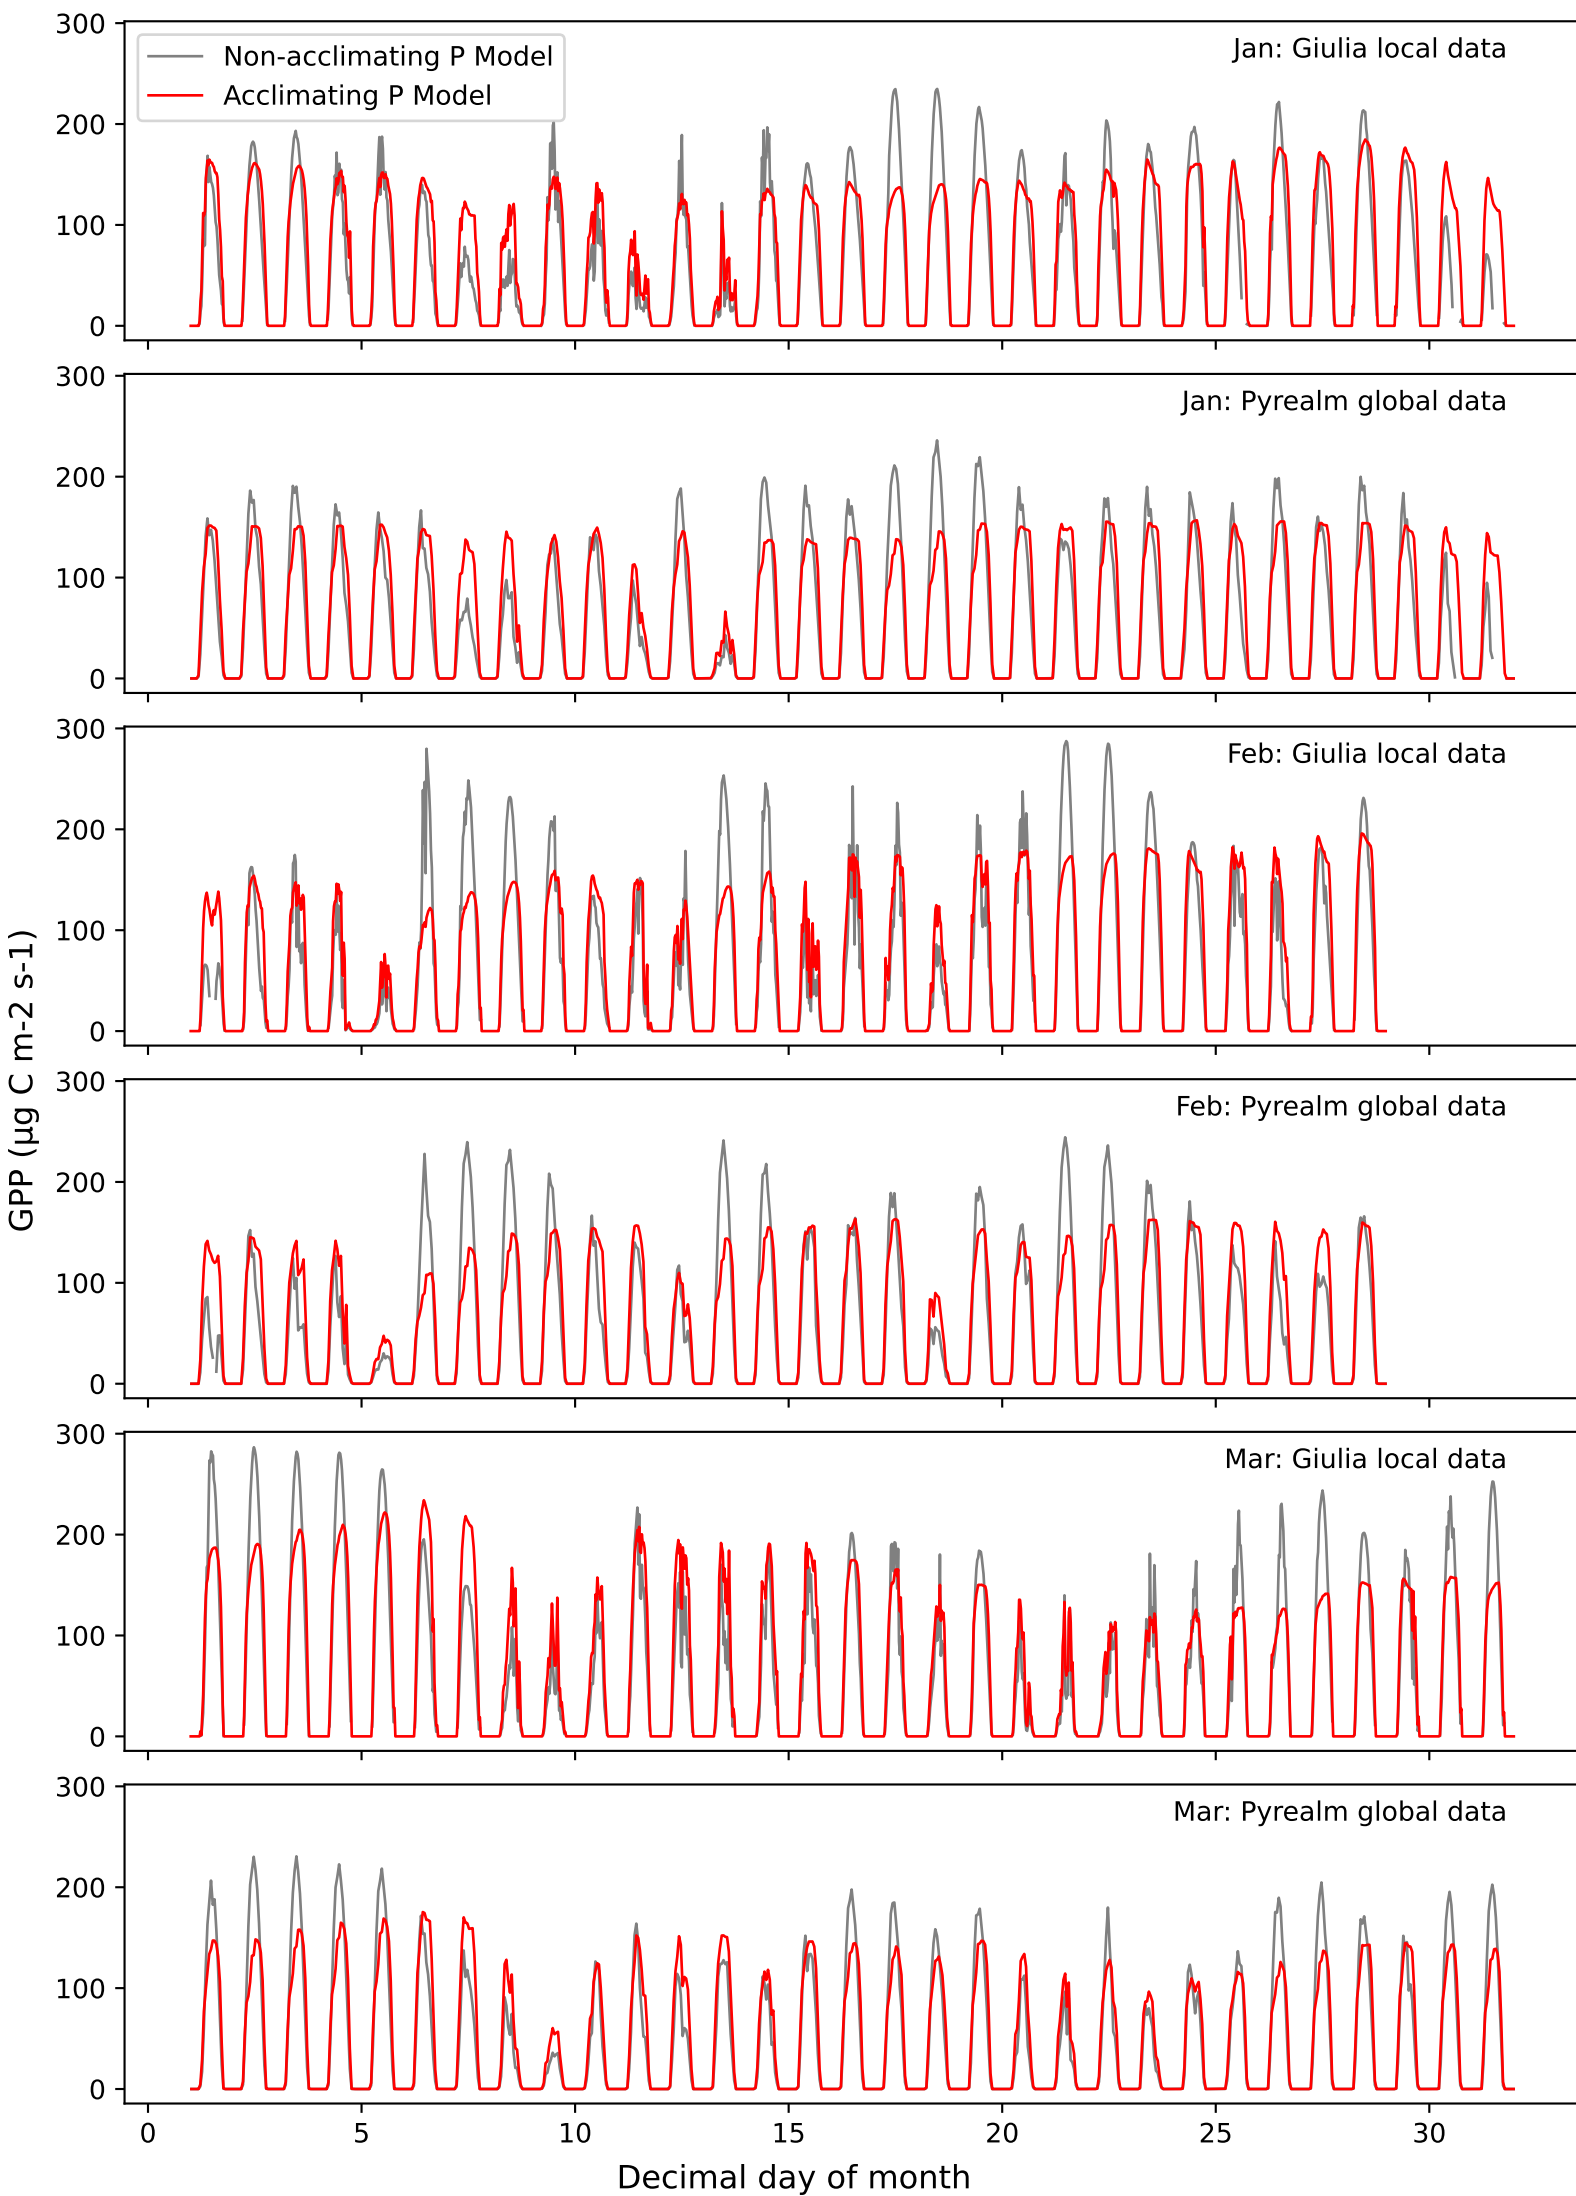 300
200
100
0
Non-acclimating P Model
Acclimating P Model
Jan: Giulia local data
300
200
100
0
Jan: Pyrealm global data
300
200
100
0
Feb: Giulia local data
300
200
100
0
Feb: Pyrealm global data
300
200
100
0
Mar: Giulia local data
300
200
100
0
Mar: Pyrealm global data
0 5 10 15 20 25 30
Decimal day of month
GPP (µg C m-2 s-1)